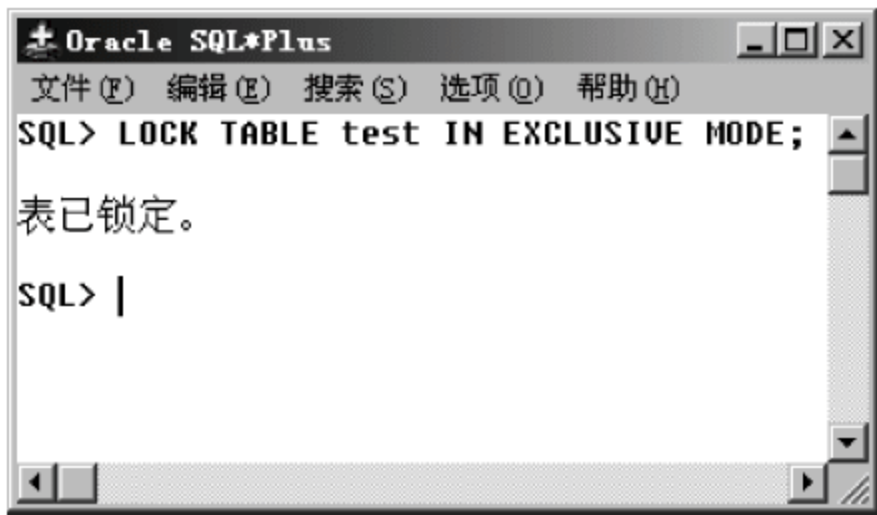 Oracle SQL*Plus
文件(F) 编辑(E) 搜索(S) 选项(O) 帮助(H)
SQL> LOCK TABLE test IN EXCLUSIVE MODE;
表已锁定。
SQL>